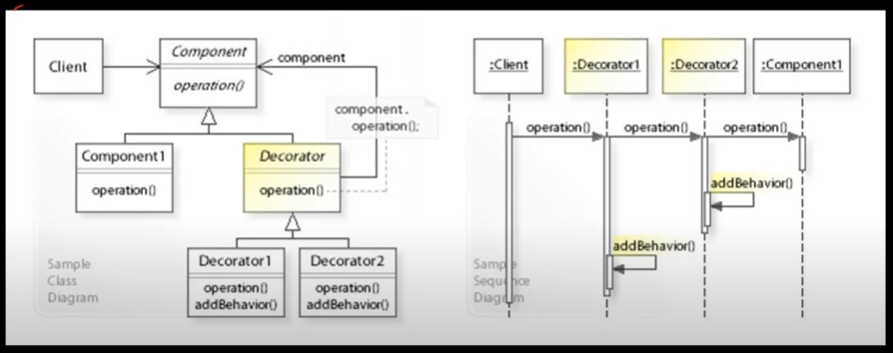 Component
Client
operation()
component
component.
operation();
Component1
operation()
Decorator
operation()
Decorator1
operation()
addBehavior()
Decorator2
operation()
addBehavior()
Sample
Class
Diagram
:Client
:Decorator1
:Decorator2
:Component1
operation()
operation()
operation()
addBehavior()
addBehavior()
Sample
Sequence
Diagram